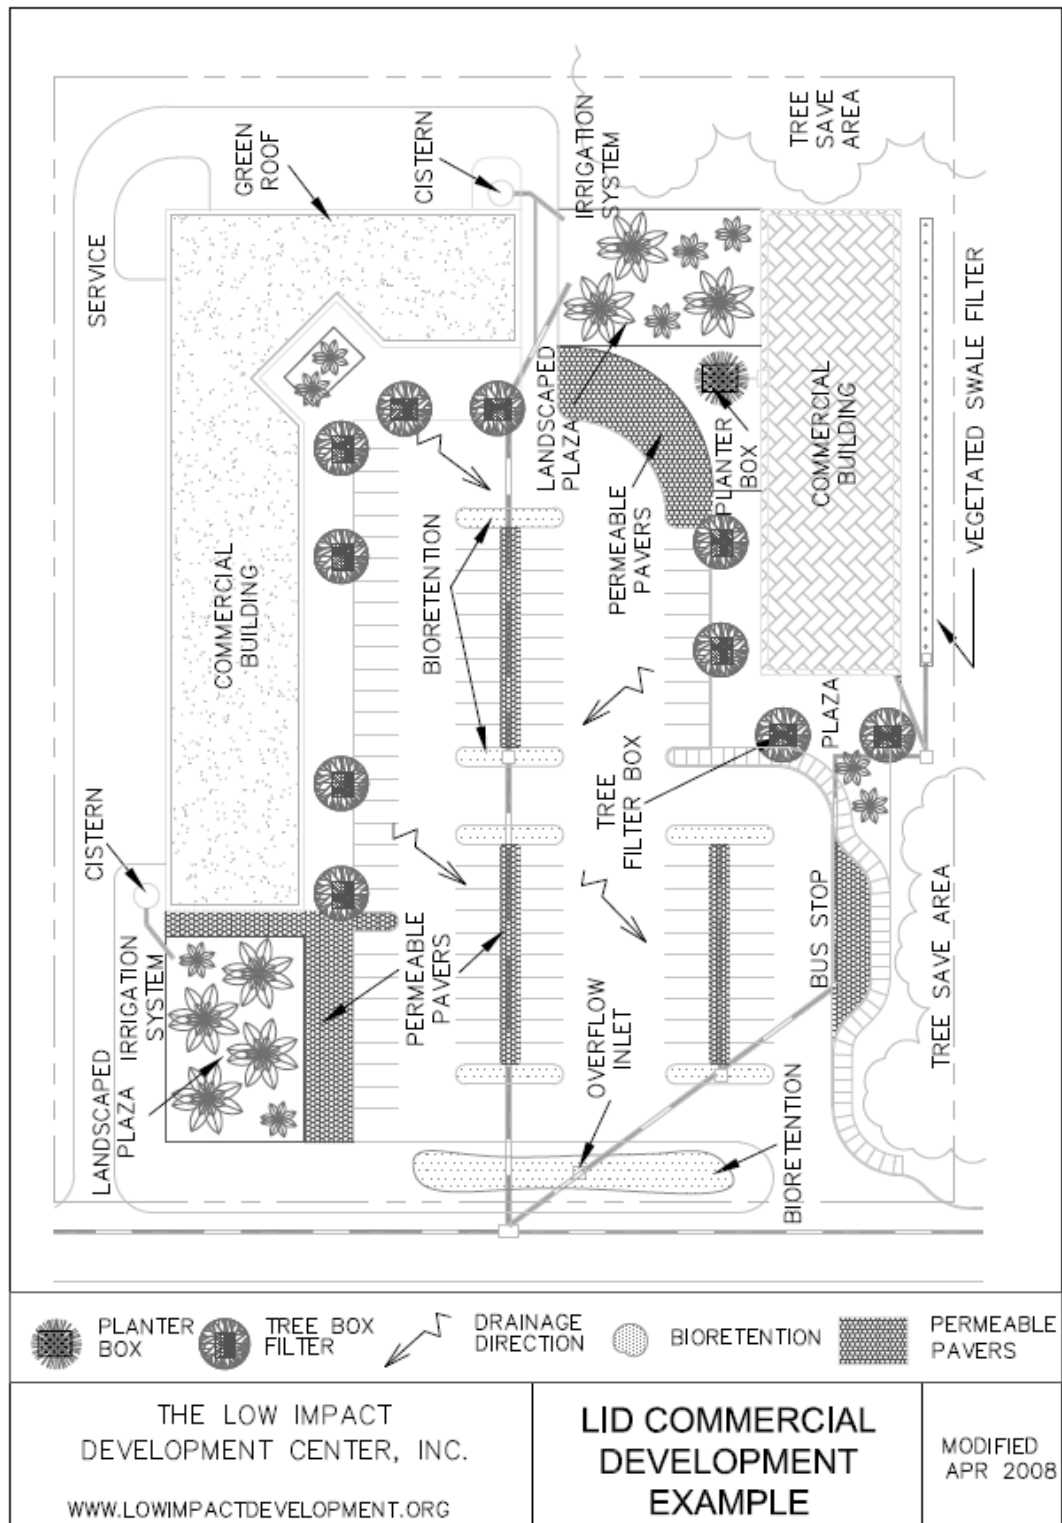 TREE
SAVE
AREA
IRRIGATION
SYSTEM
CISTERN
GREEN
ROOF
SERVICE
VEGETATED SWALE FILTER
COMMERCIAL
BUILDING
LANDSCAPED
PLAZA
PLANTER
BOX
PERMEABLE
PAVERS
BIORETENTION
COMMERCIAL
BUILDING
PLAZA
TREE
FILTER BOX
CISTERN
BUS STOP
TREE SAVE AREA
PERMEABLE
PAVERS
OVERFLOW
INLET
LANDSCAPED
PLAZA IRRIGATION
SYSTEM
BIORETENTION
PLANTER
BOX
TREE BOX
FILTER
DRAINAGE
DIRECTION
BIORETENTION
PERMEABLE
PAVERS
THE LOW IMPACT
DEVELOPMENT CENTER, INC.
WWW.LOWIMPACTDEVELOPMENT.ORG
LID COMMERCIAL
DEVELOPMENT
EXAMPLE
MODIFIED
APR 2008